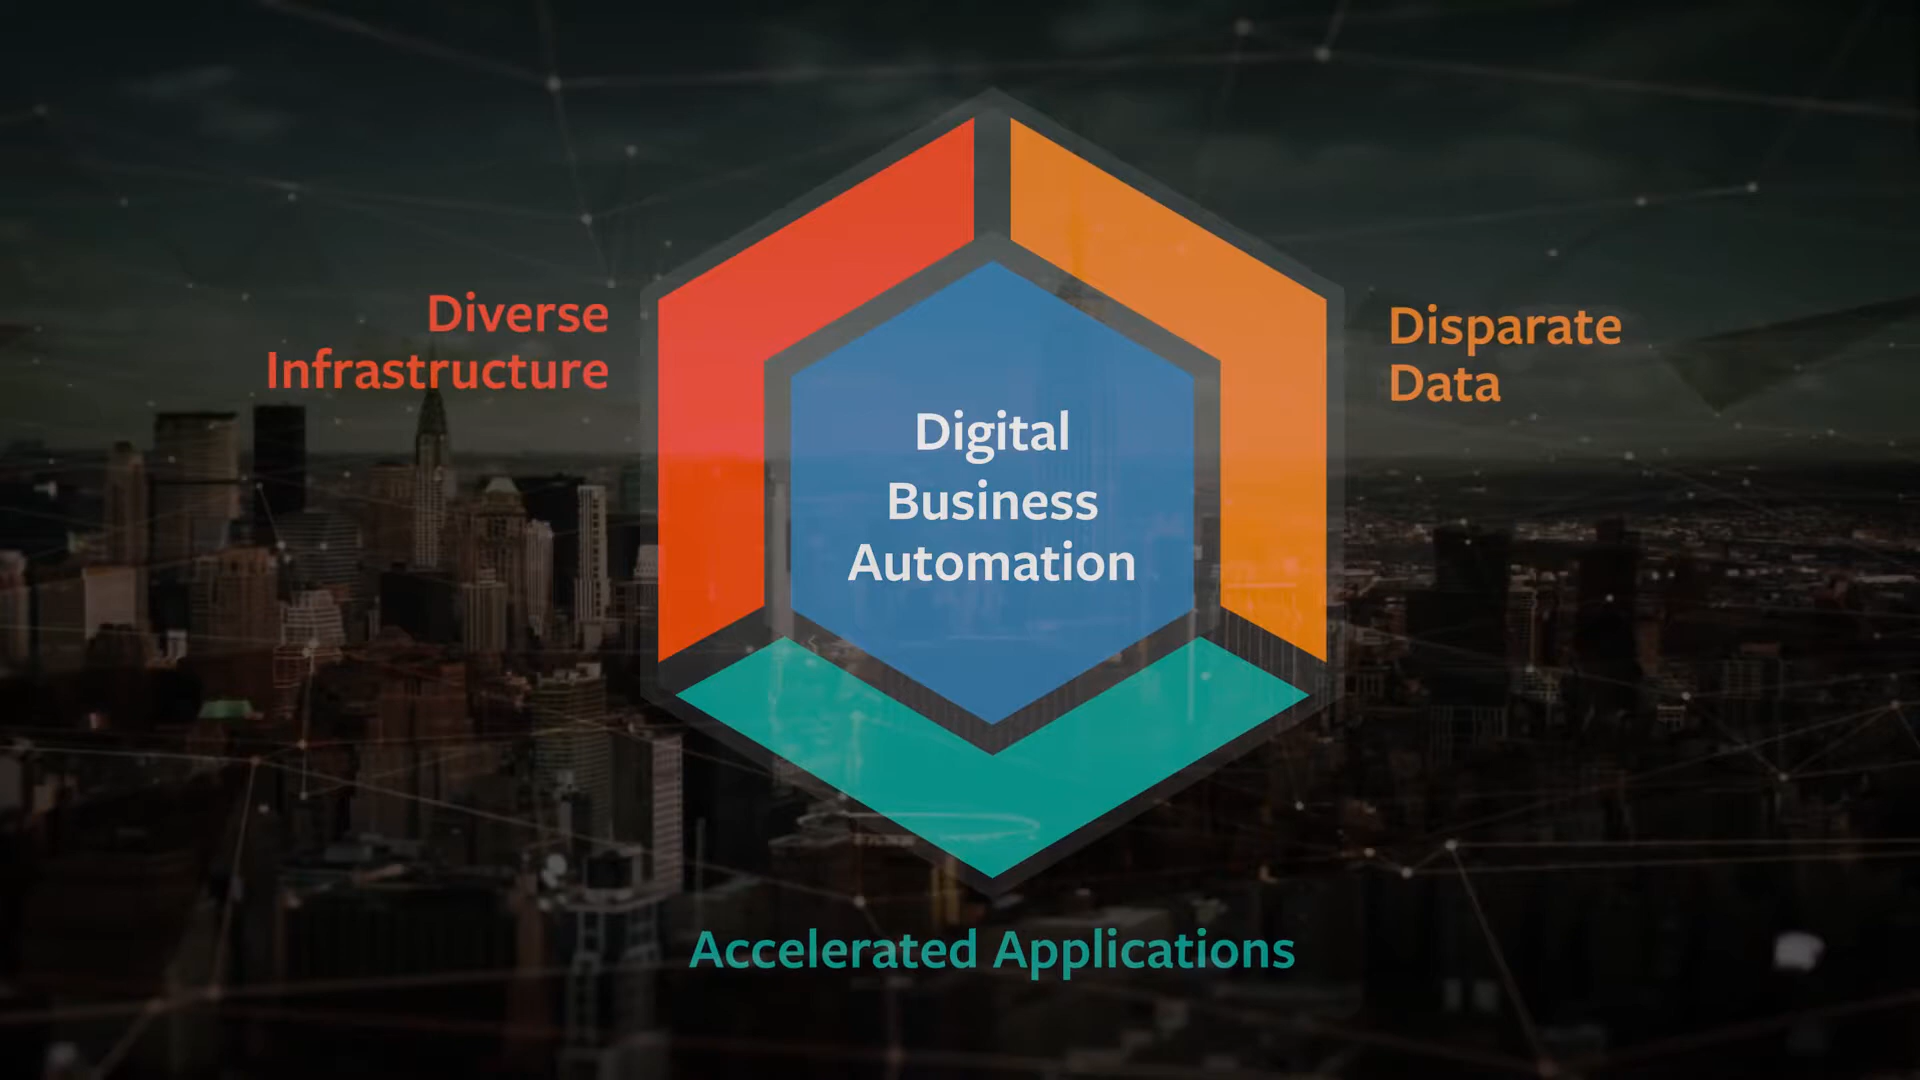 Diverse
Infrastructure
Disparate
Data
Digital
Business
Automation
Accelerated Applications